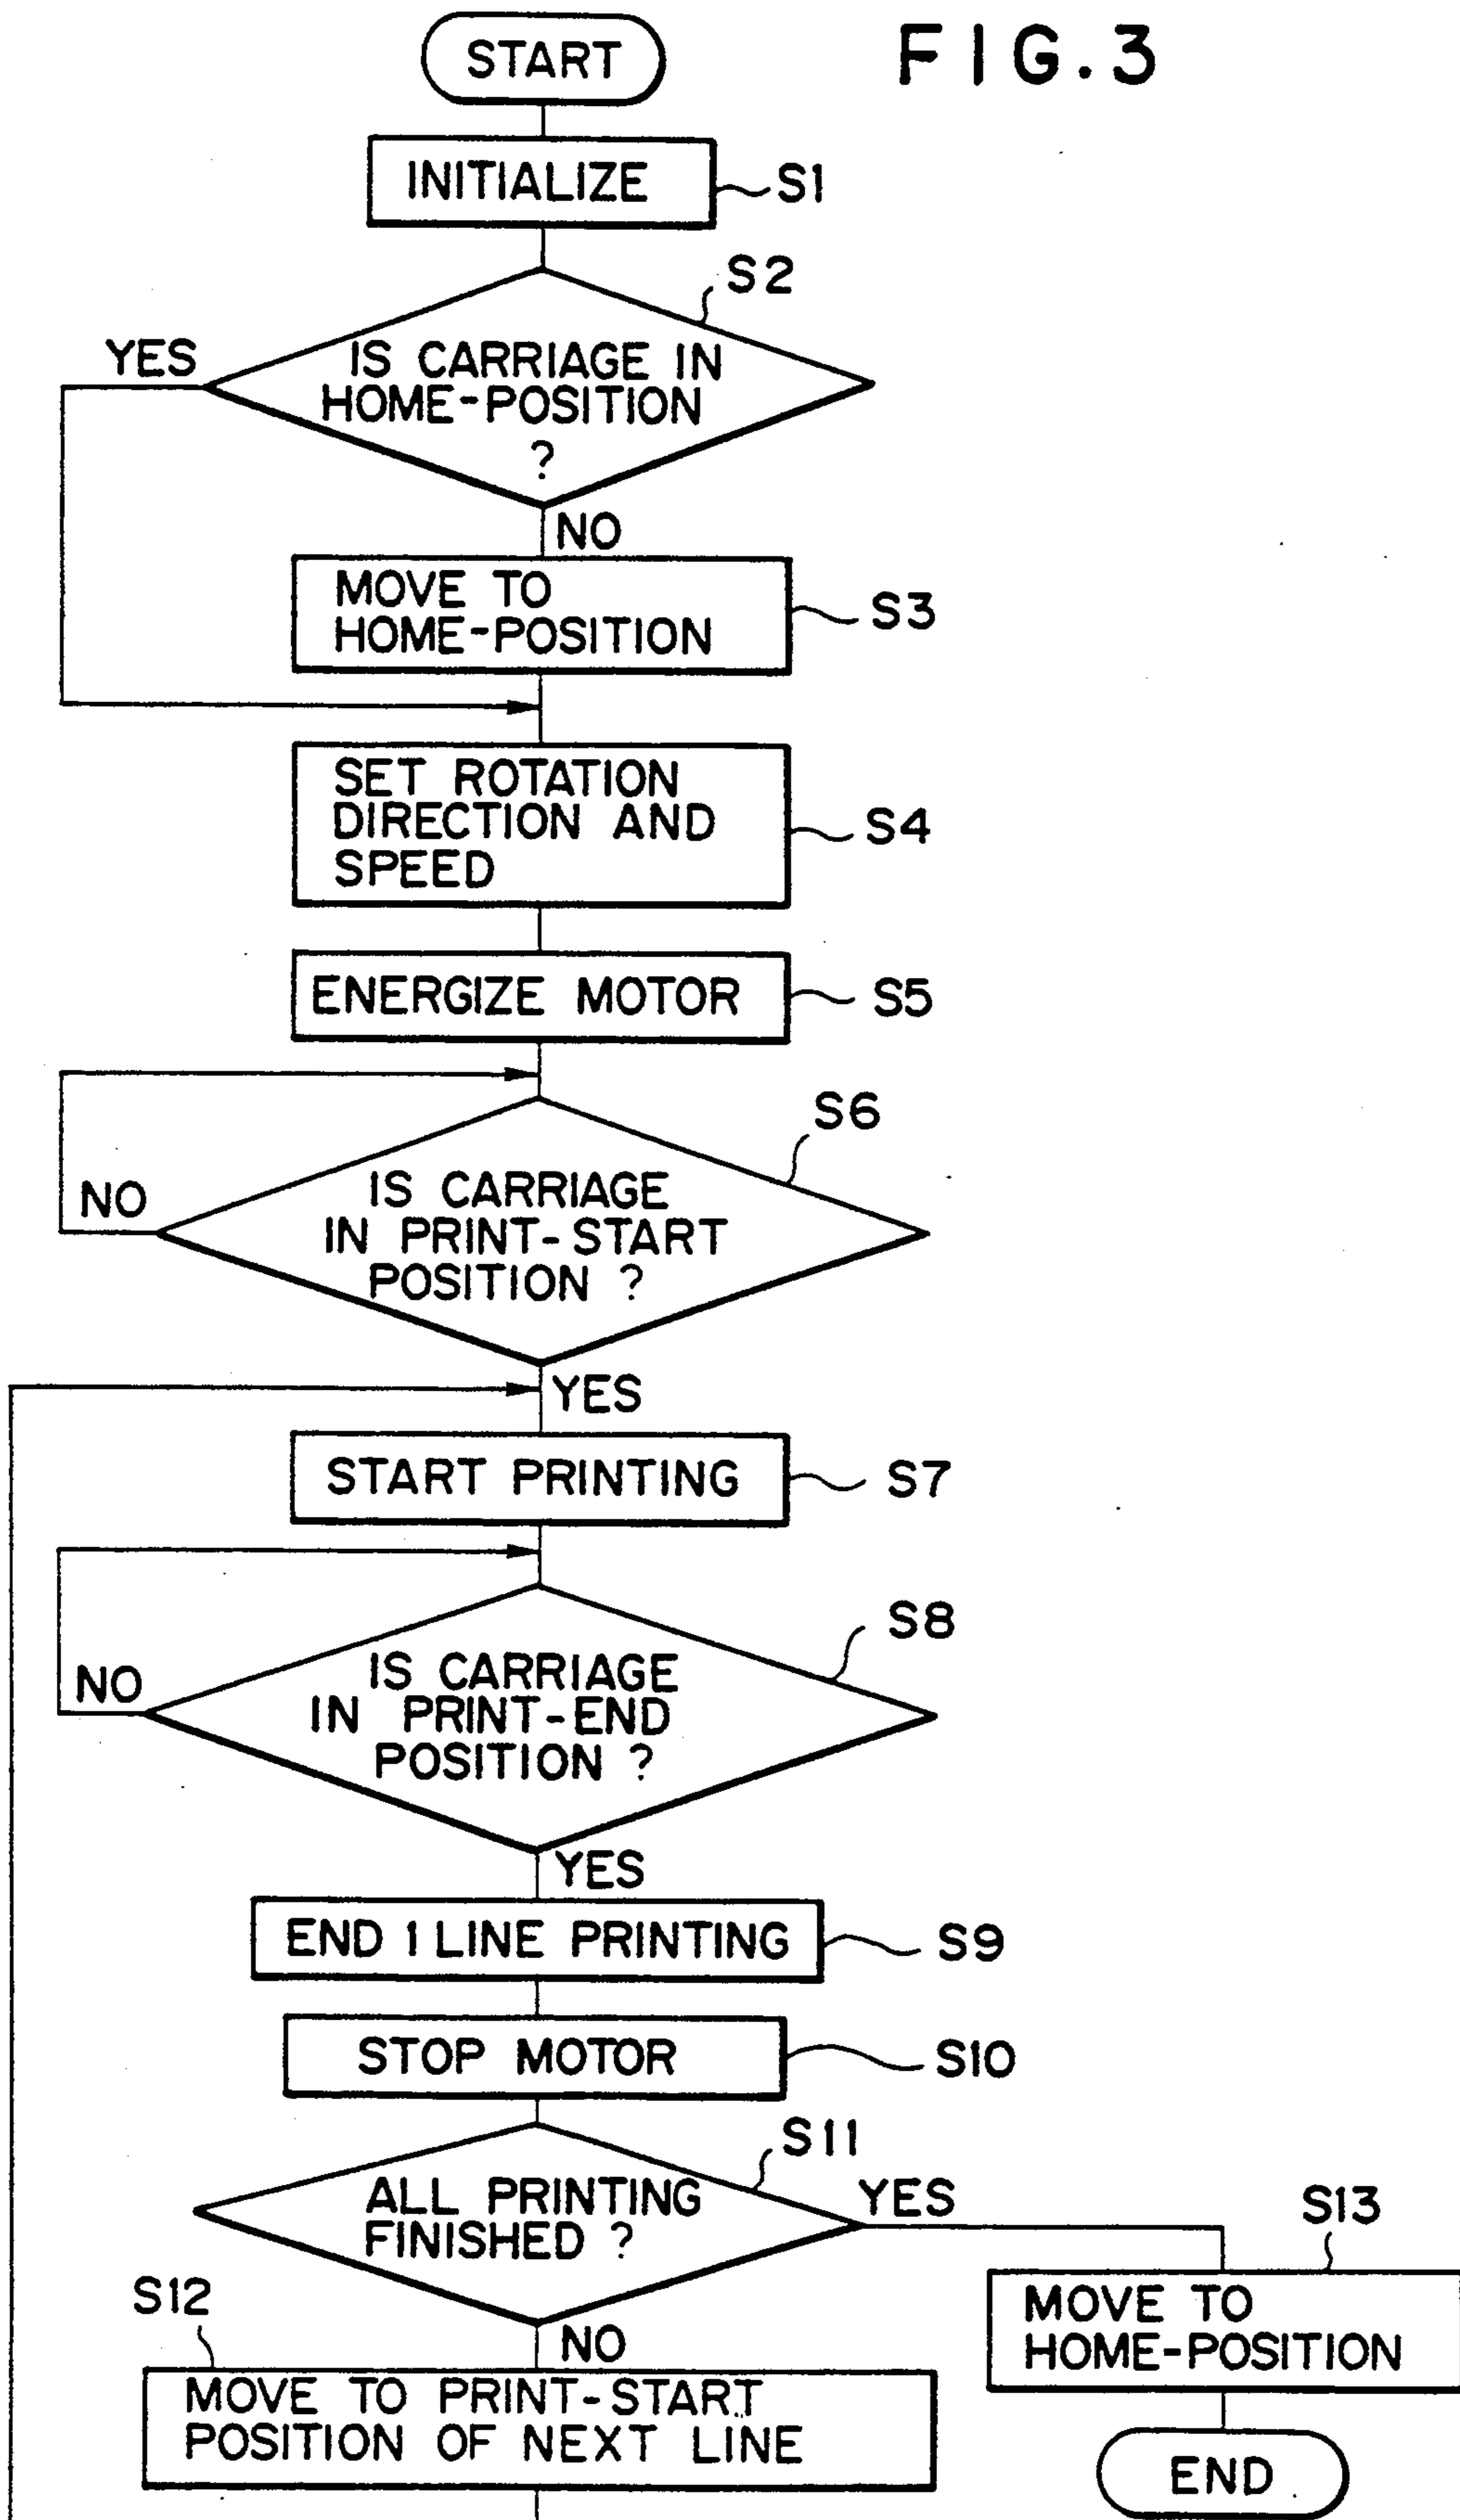 FIG.3
START
INITIALIZE
S1
S2
YES
IS CARRIAGE IN
HOME-POSITION
?
NO
MOVE TO
HOME-POSITION
S3
SET ROTATION
DIRECTION AND
SPEED
S4
ENERGIZE MOTOR
S5
S6
NO
IS CARRIAGE
IN PRINT-START
POSITION ?
YES
START PRINTING
S7
S8
NO
IS CARRIAGE
IN PRINT-END
POSITION ?
YES
END 1 LINE PRINTING
S9
STOP MOTOR
S10
S11
ALL PRINTING
FINISHED ?
YES
S13
S12
NO
MOVE TO
HOME-POSITION
MOVE TO PRINT-START
POSITION OF NEXT LINE
END